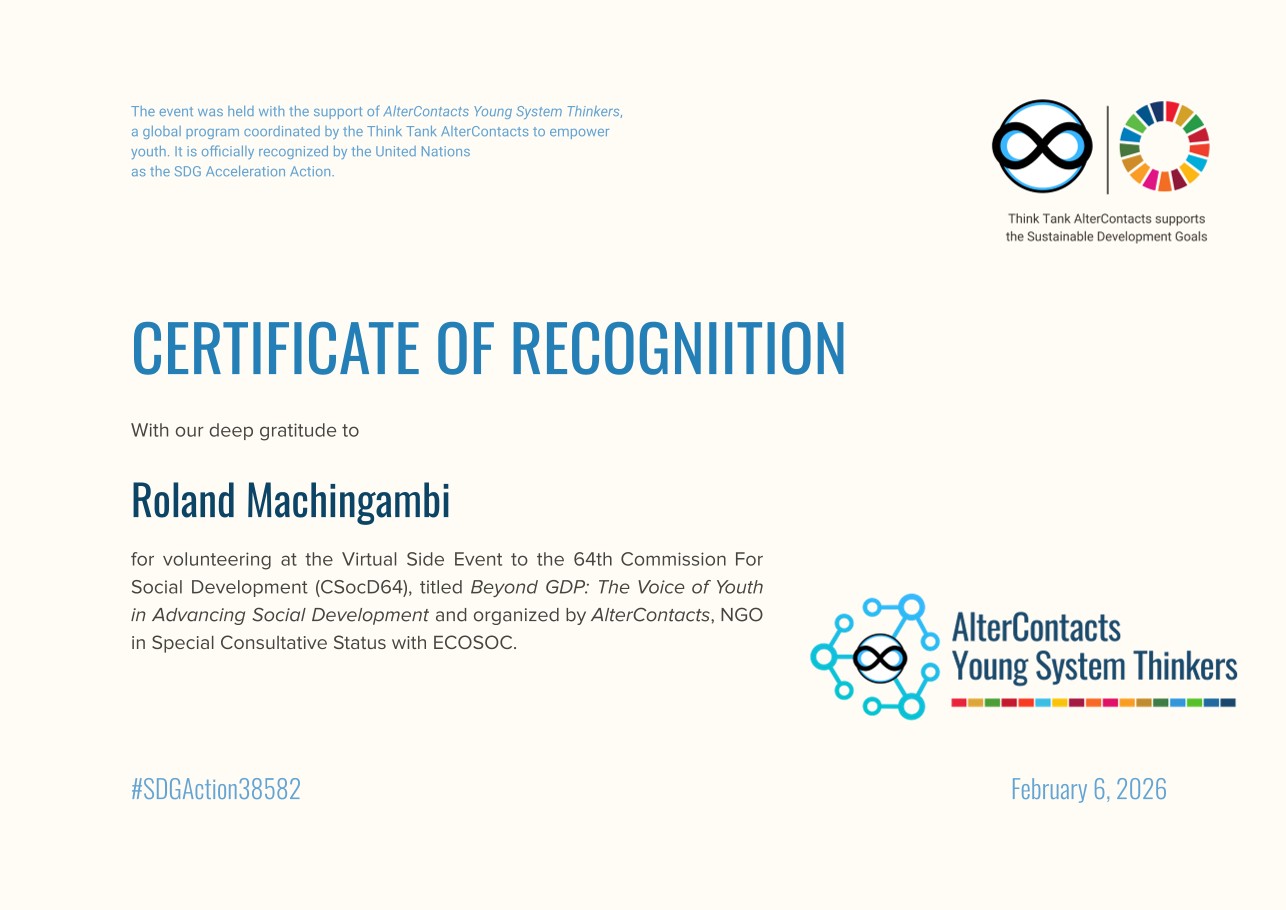 The event was held with the support of AlterContacts Young System Thinkers,
a global program coordinated by the Think Tank AlterContacts to empower
youth. It is officially recognized by the United Nations
as the SDG Acceleration Action.
Think Tank AlterContacts supports
the Sustainable Development Goals
CERTIFICATE OF RECOGNIITION
With our deep gratitude to
Roland Machingambi
for volunteering at the Virtual Side Event to the 64th Commission For
Social Development (CSocD64), titled Beyond GDP: The Voice of Youth
in Advancing Social Development and organized by AlterContacts, NGO
in Special Consultative Status with ECOSOC.
AlterContacts
Young System Thinkers
#SDGAction38582
February 6, 2026